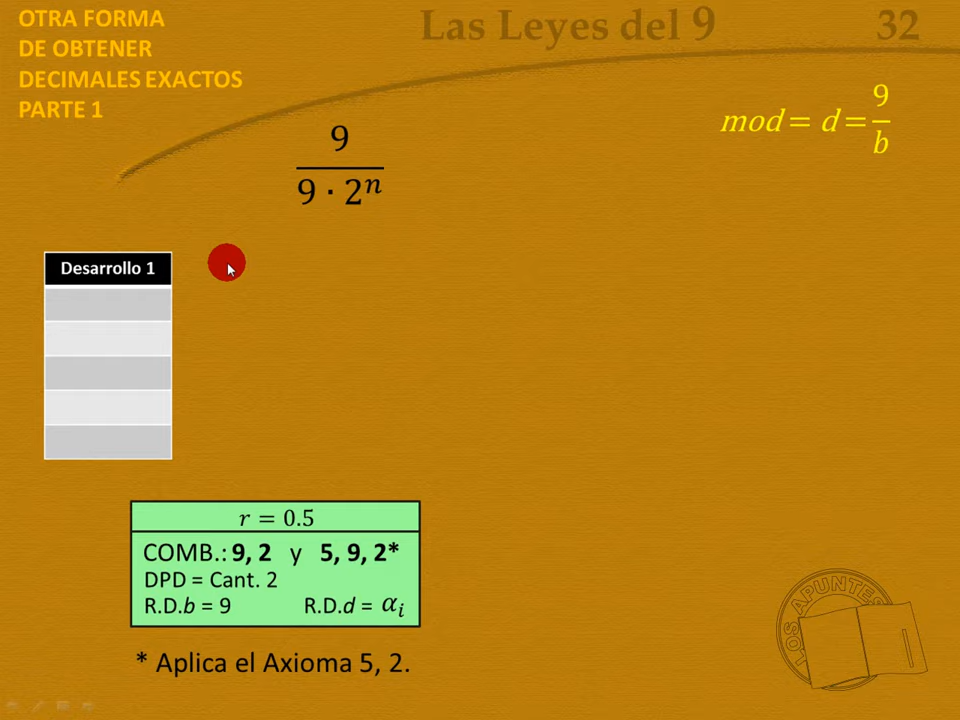 OTRA FORMA
DE OBTENER
DECIMALES EXACTOS
PARTE 1
Las Leyes del 9
32
mod = d = 9/b
9
9 · 2ⁿ
Desarrollo 1
r = 0.5
COMB.: 9, 2 y 5, 9, 2*
DPD = Cant. 2
R.D.b = 9 R.D.d = αᵢ
* Aplica el Axioma 5, 2.
LOS APUNTES